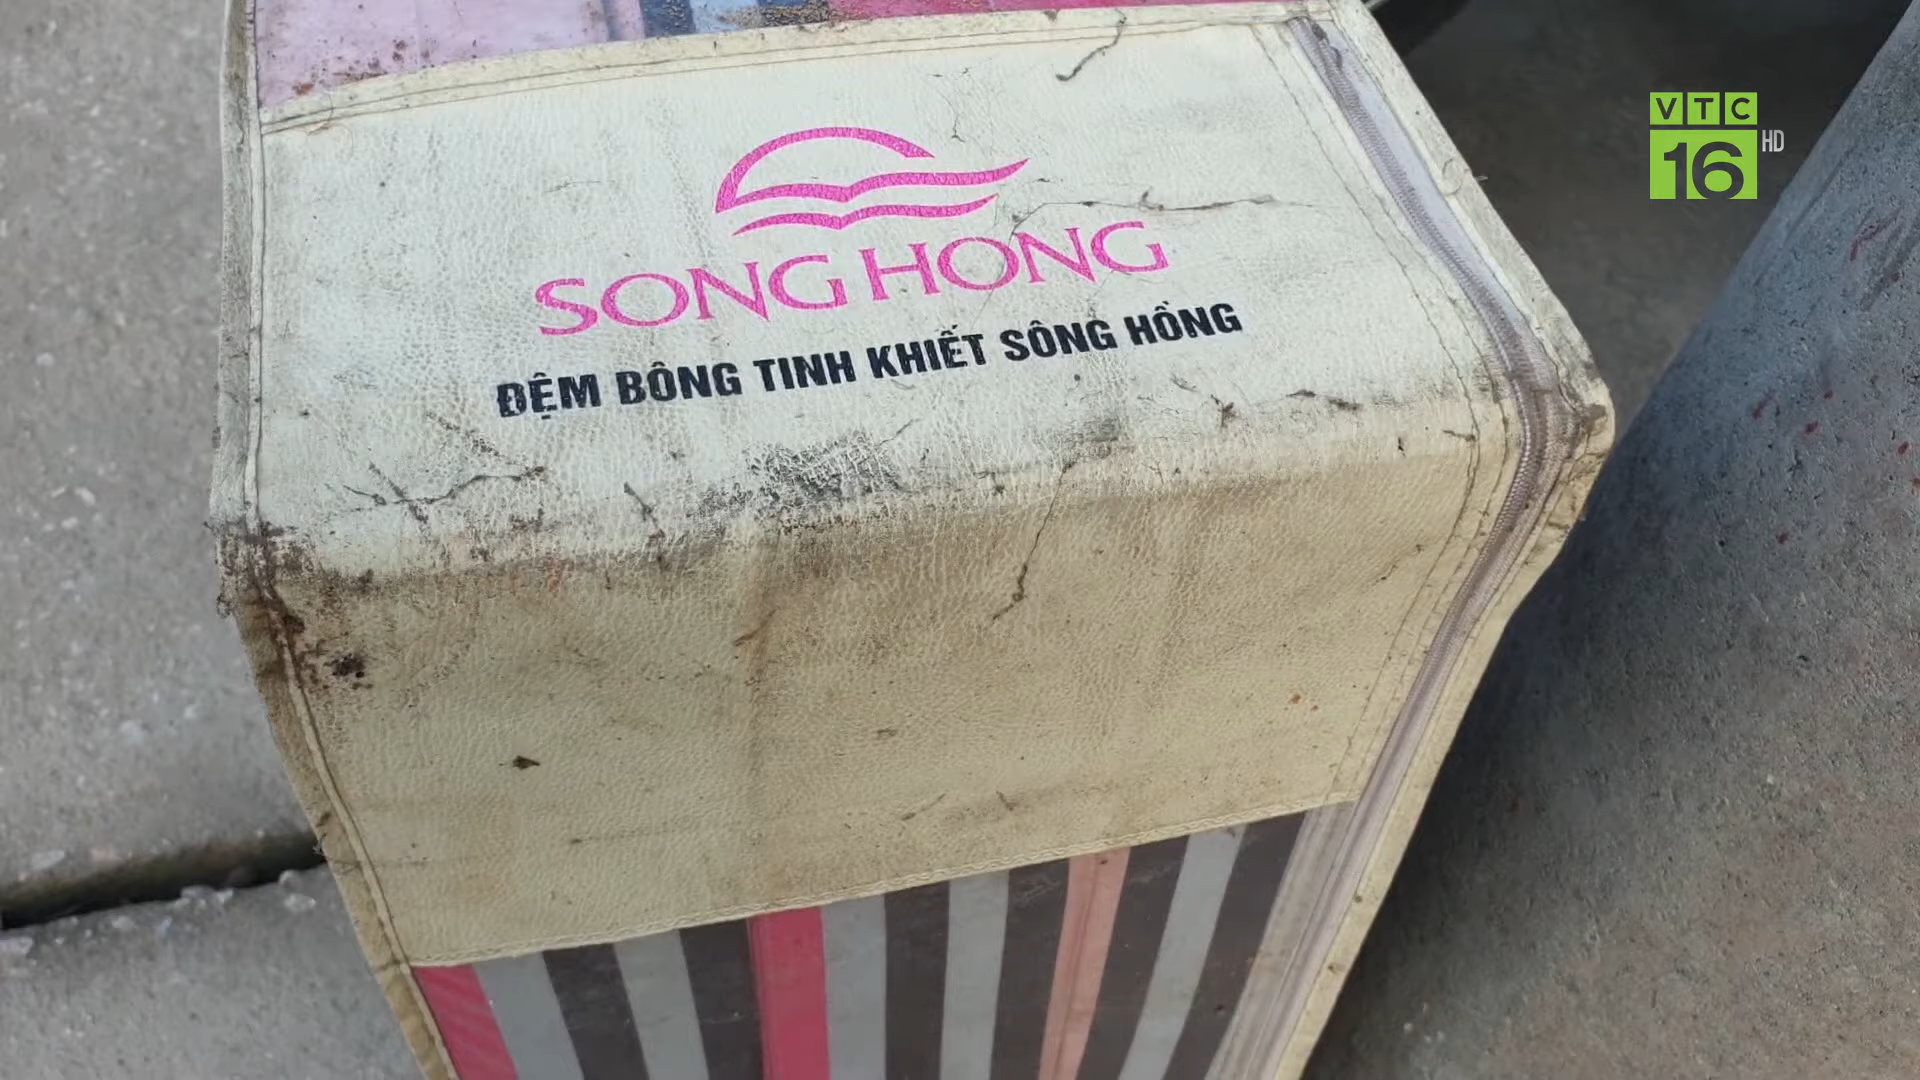 VTC
16 HD
SONG HONG
ĐỆM BÔNG TINH KHIẾT SÔNG HỒNG